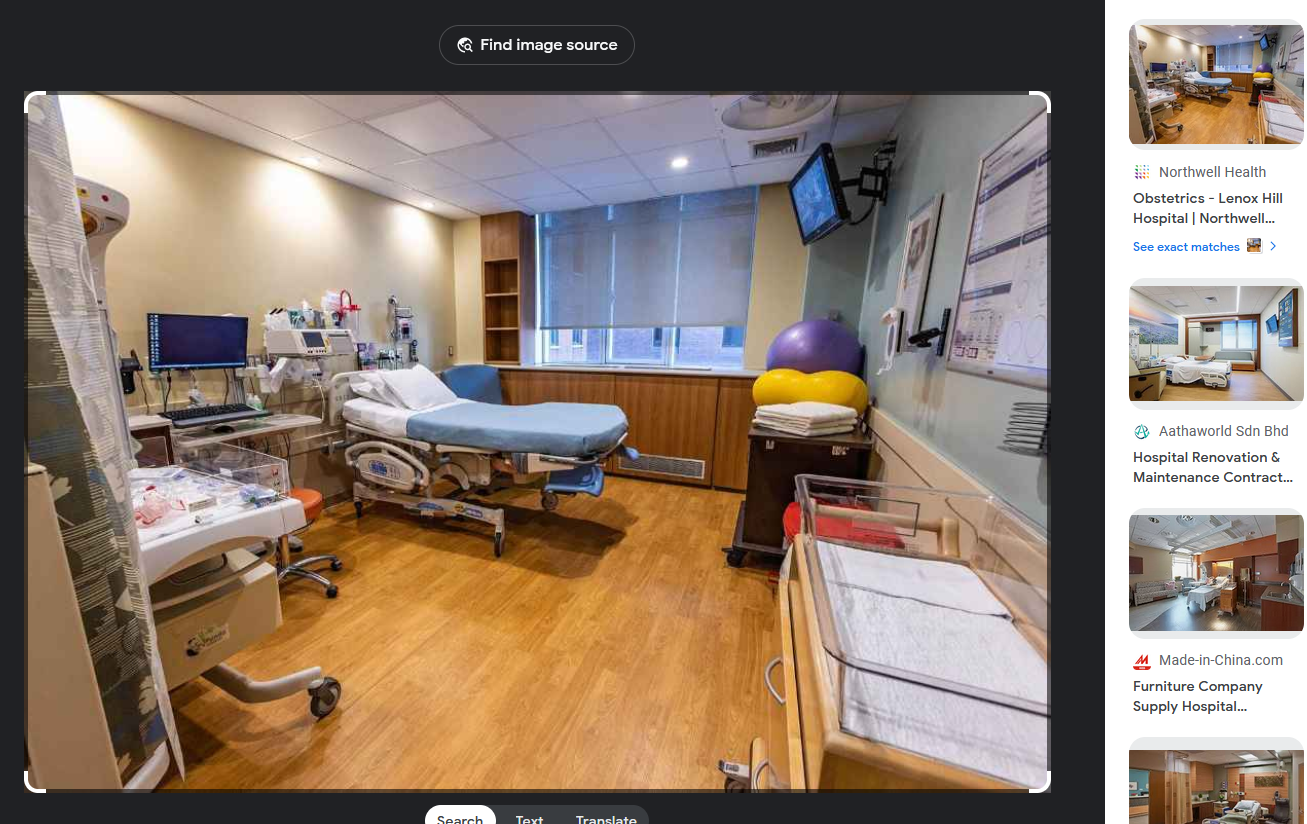 Find image source
Northwell Health
Obstetrics - Lenox Hill
Hospital | Northwell...
See exact matches
Aathaworld Sdn Bhd
Hospital Renovation &
Maintenance Contract...
Made-in-China.com
Furniture Company
Supply Hospital...
Search
Text
Translate